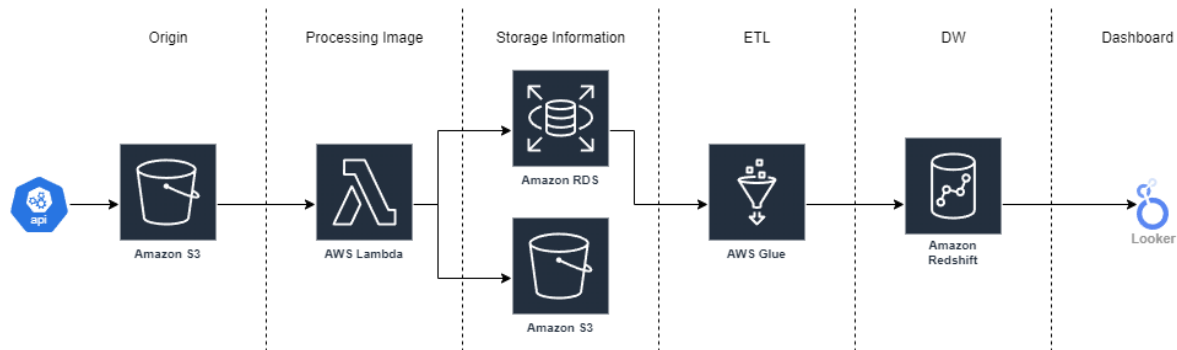 Origin
Processing Image
Storage Information
ETL
DW
Dashboard
api
Amazon S3
AWS Lambda
Amazon RDS
Amazon S3
AWS Glue
Amazon
Redshift
Looker